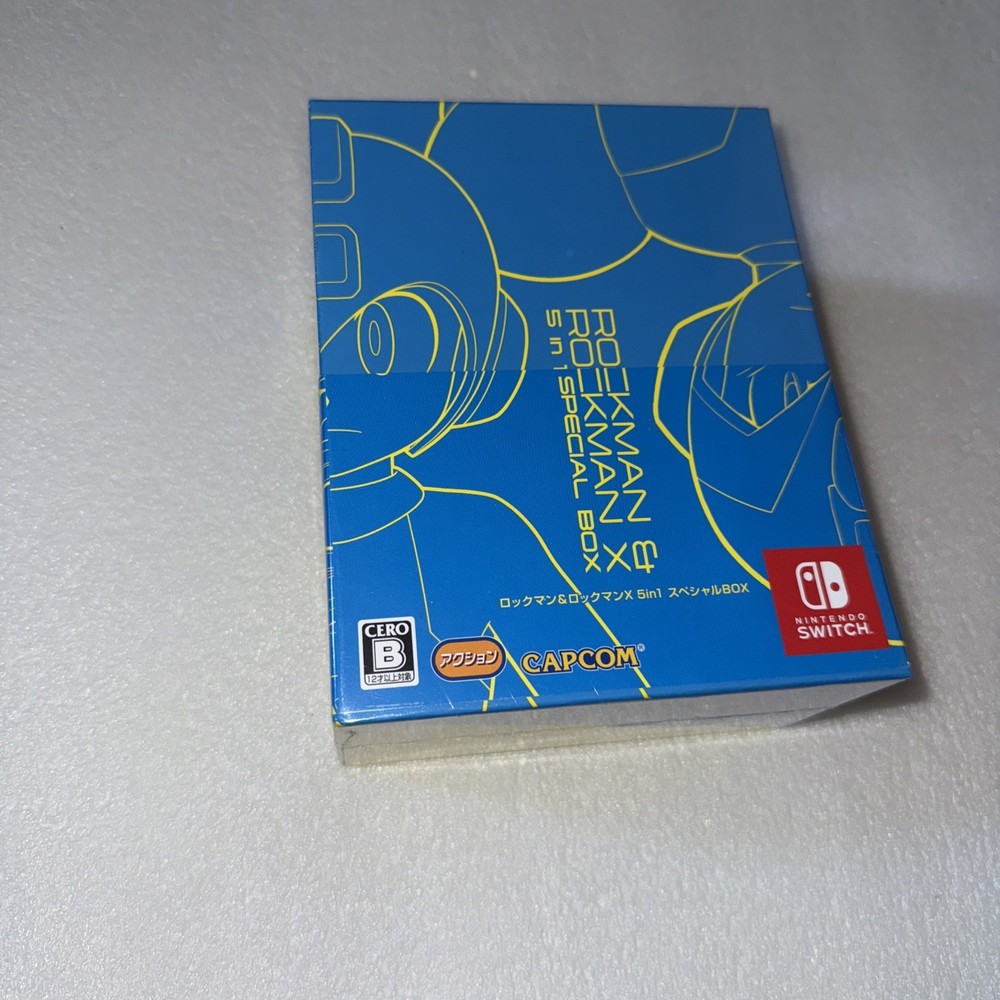 ROCKMAN &
ROCKMAN X
5 in 1 SPECIAL BOX
ロックマン&ロックマンX 5in1 スペシャルBOX
NINTENDO
SWITCH™
CERO
B
12才以上対象
アクション
CAPCOM®